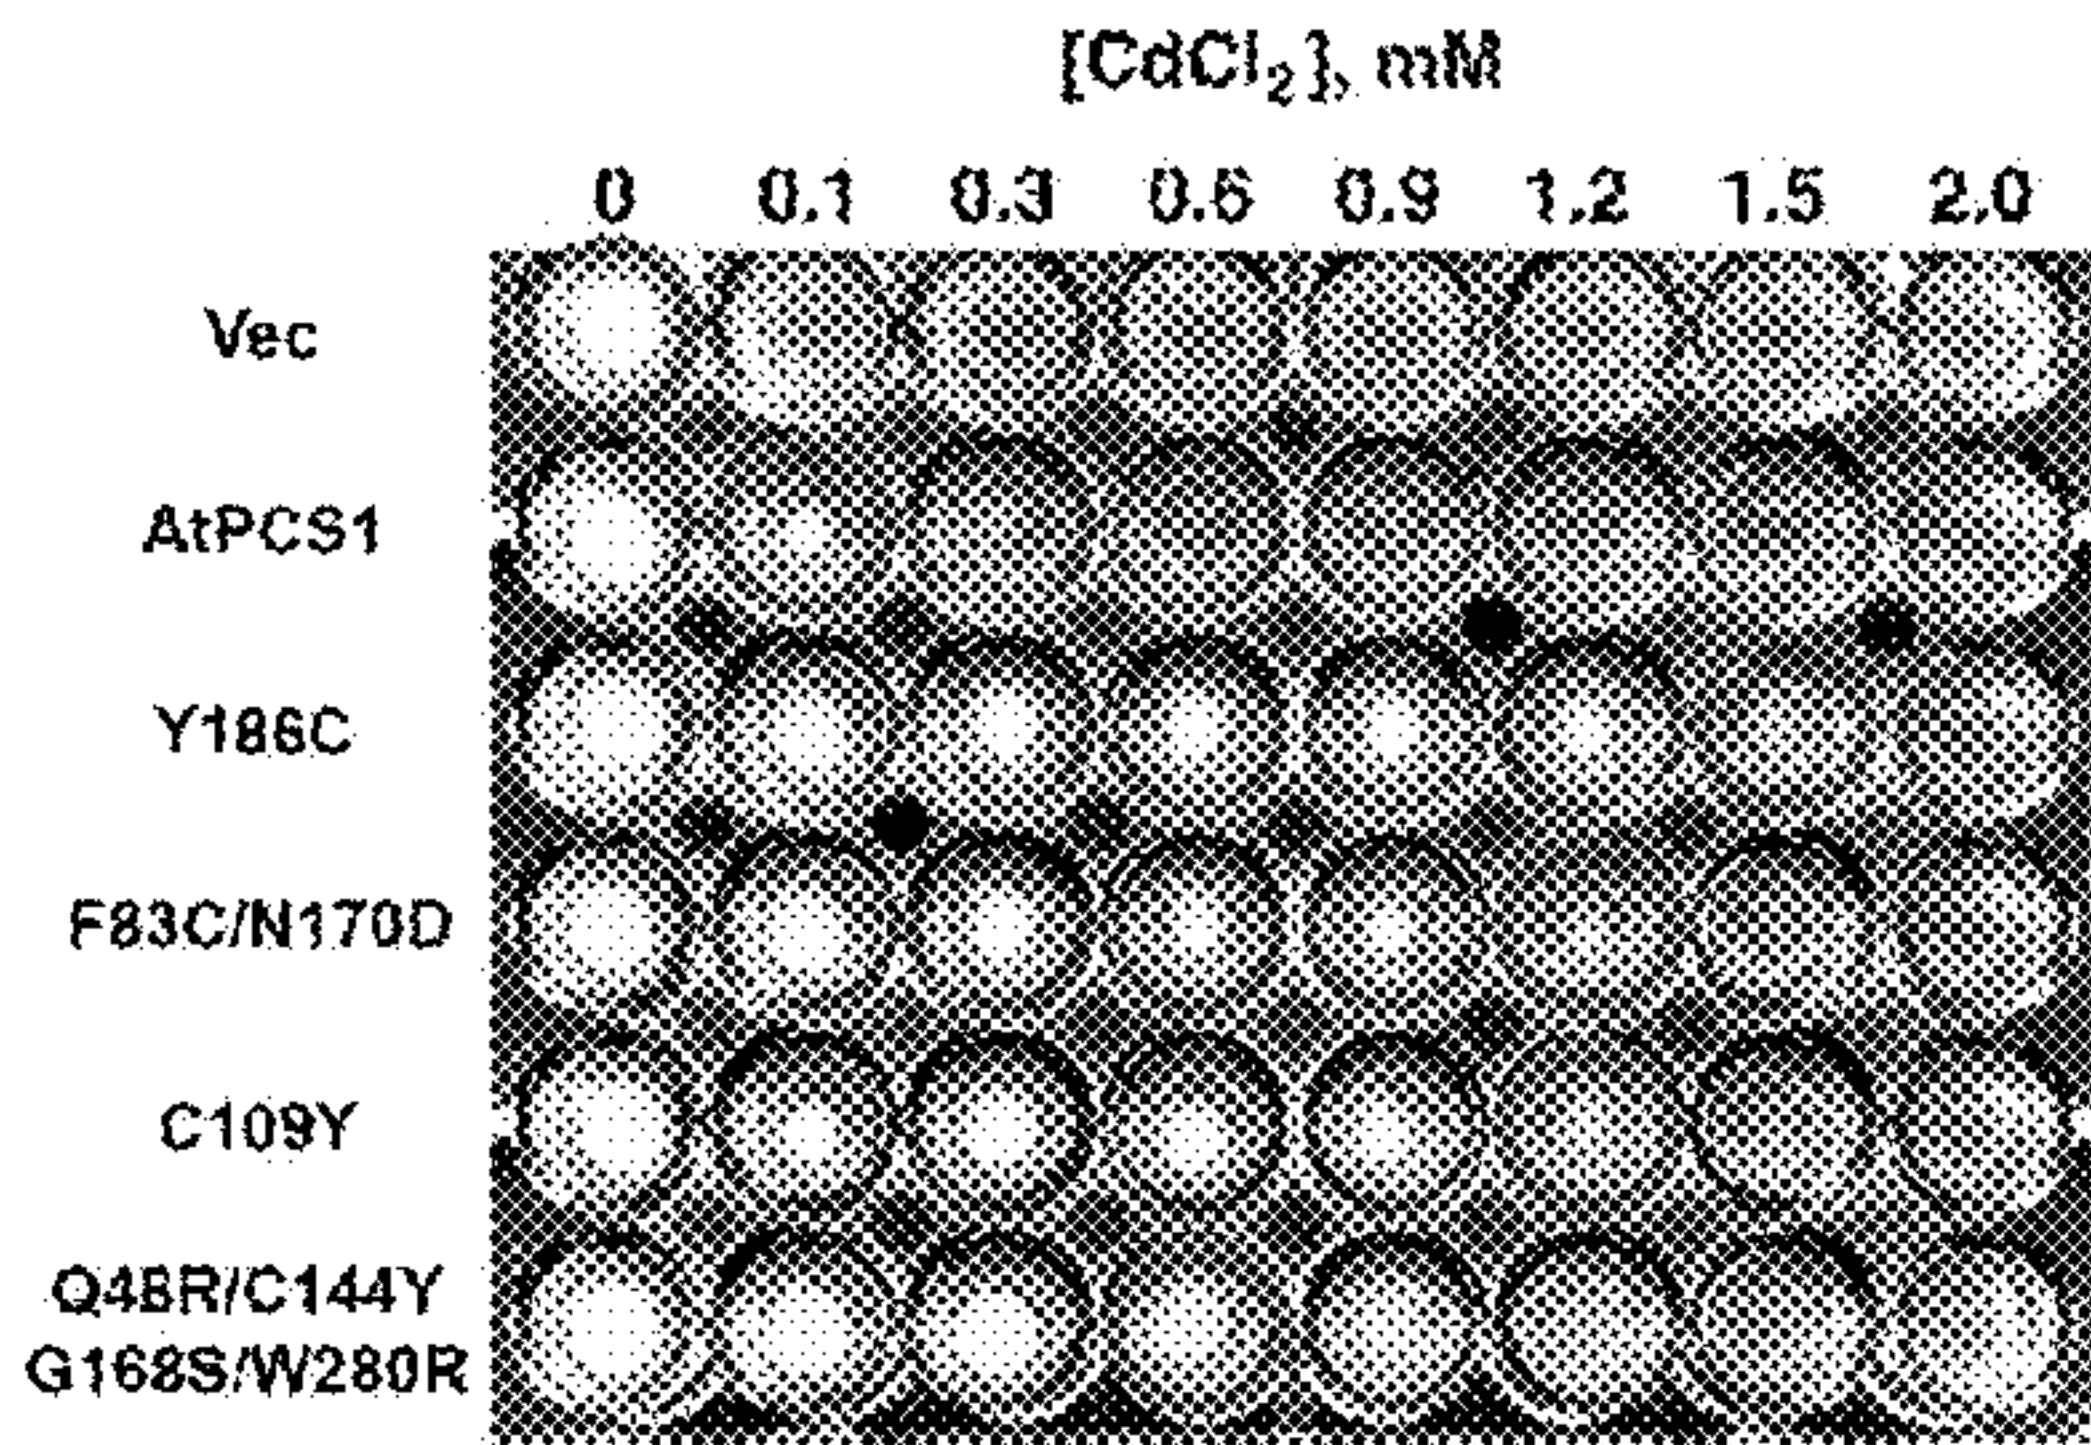 [CdCl₂], mM
0 0.1 0.3 0.6 0.9 1.2 1.5 2.0
Vec
AtPCS1
Y186C
F83C/N170D
C109Y
Q48R/C144Y
G168S/W280R